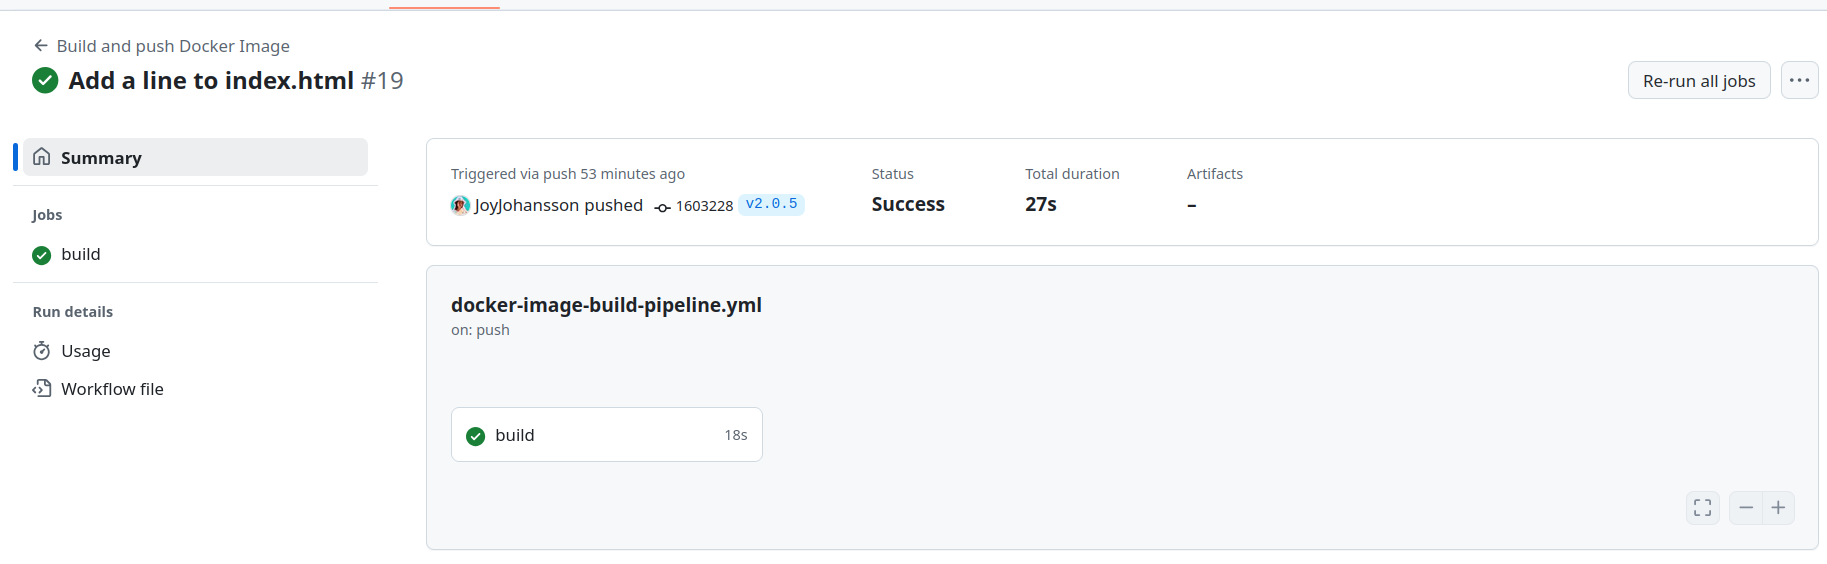 Build and push Docker Image
Add a line to index.html #19
Re-run all jobs
Summary
Jobs
build
Run details
Usage
Workflow file
Triggered via push 53 minutes ago
JoyJohansson pushed 1603228 v2.0.5
Status
Success
Total duration
27s
Artifacts
–
docker-image-build-pipeline.yml
on: push
build 18s